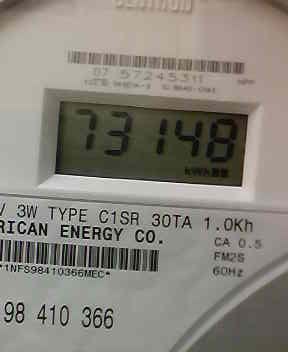 CENTRON
07 57245311
73148
kWh
V 3W TYPE C1SR 30TA 1.0Kh
RICAN ENERGY CO.
CA 0.5
FM2S
60Hz
*1NFS98410366MEC*
98 410 366